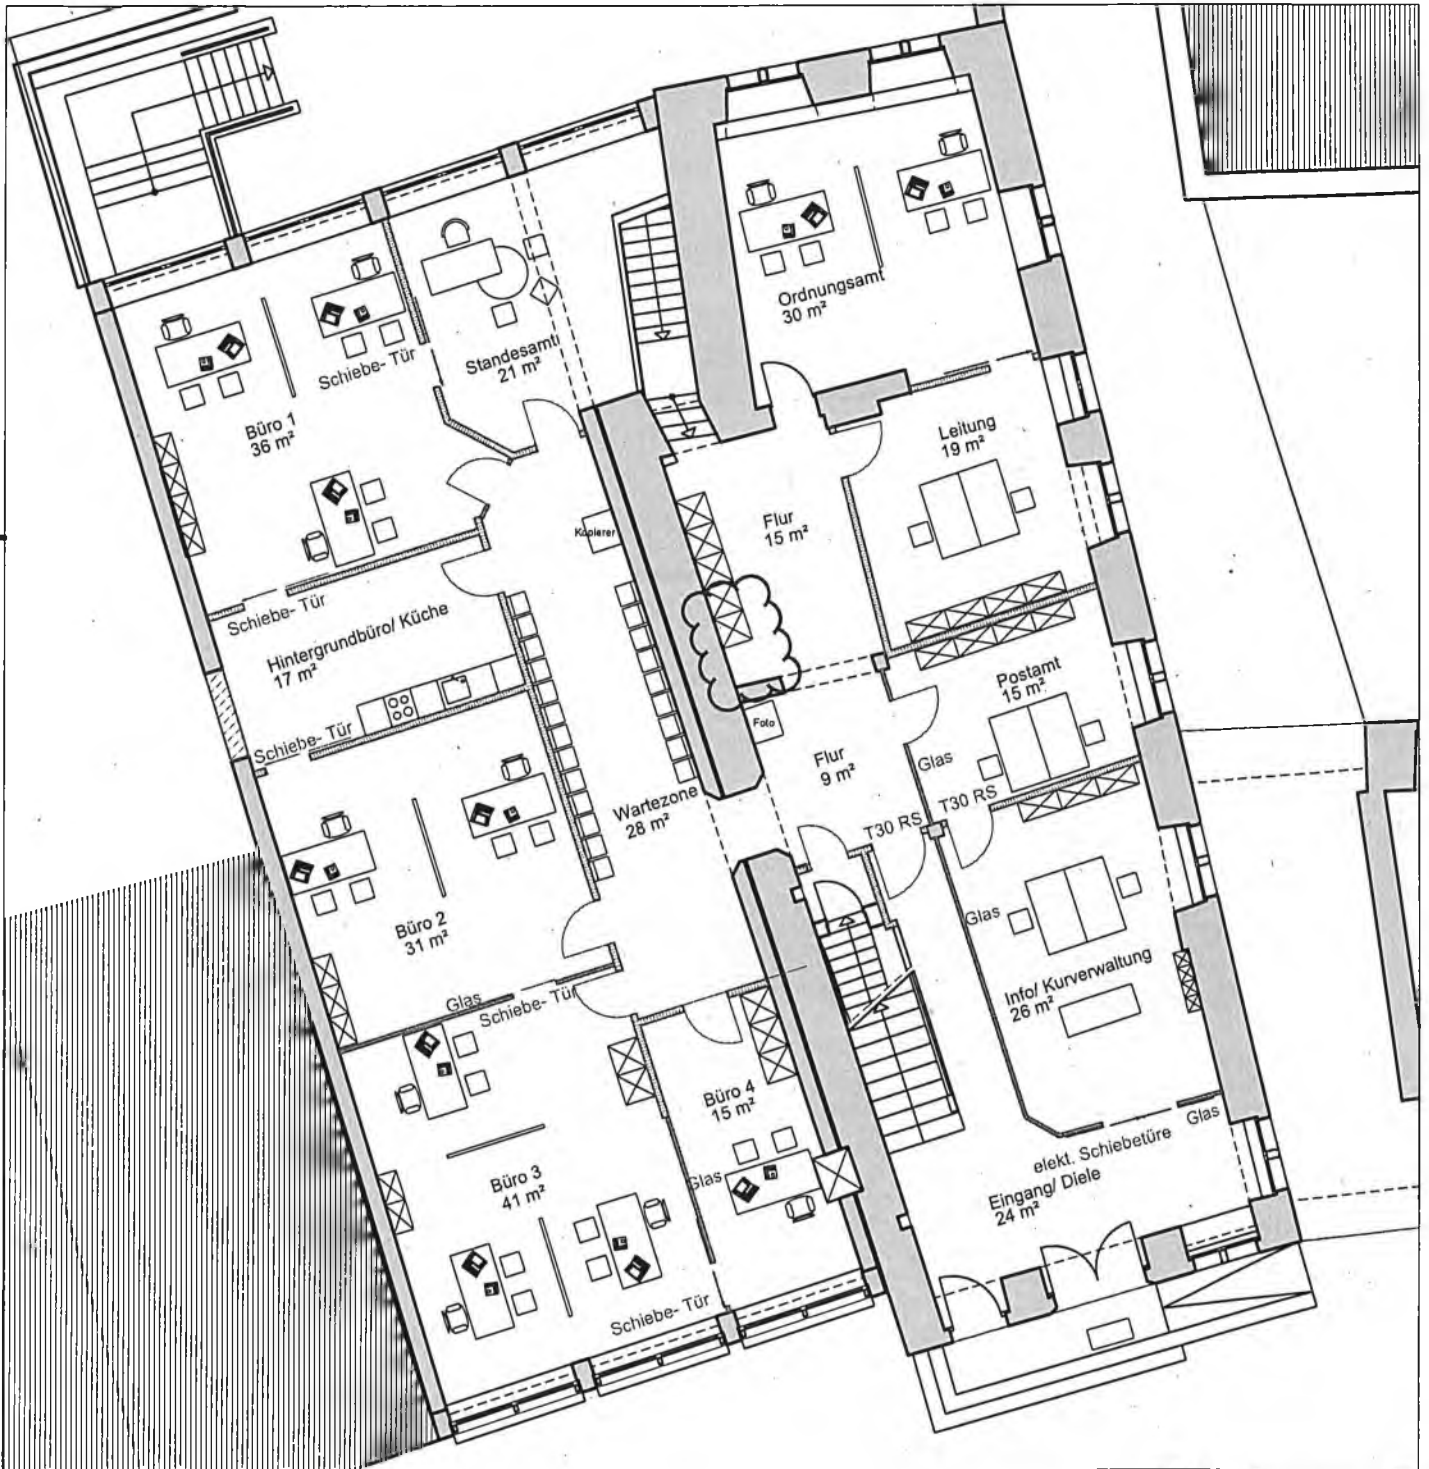 Ordnungsamt
30 m²
Standesamt
21 m²
Schiebe- Tür
Büro 1
36 m²
Leitung
19 m²
Kopierer
Flur
15 m²
Schiebe- Tür
Hintergrundbüro/ Küche
17 m²
Postamt
15 m²
Schiebe- Tür
Foto
Flur
9 m²
Glas
Wartezone
28 m²
T30 RS
T30 RS
Büro 2
31 m²
Glas
Info/ Kurverwaltung
26 m²
Glas
Schiebe- Tür
Büro 4
15 m²
Glas
elekt. Schiebetüre
Büro 3
41 m²
Glas
Eingang/ Diele
24 m²
Schiebe- Tür